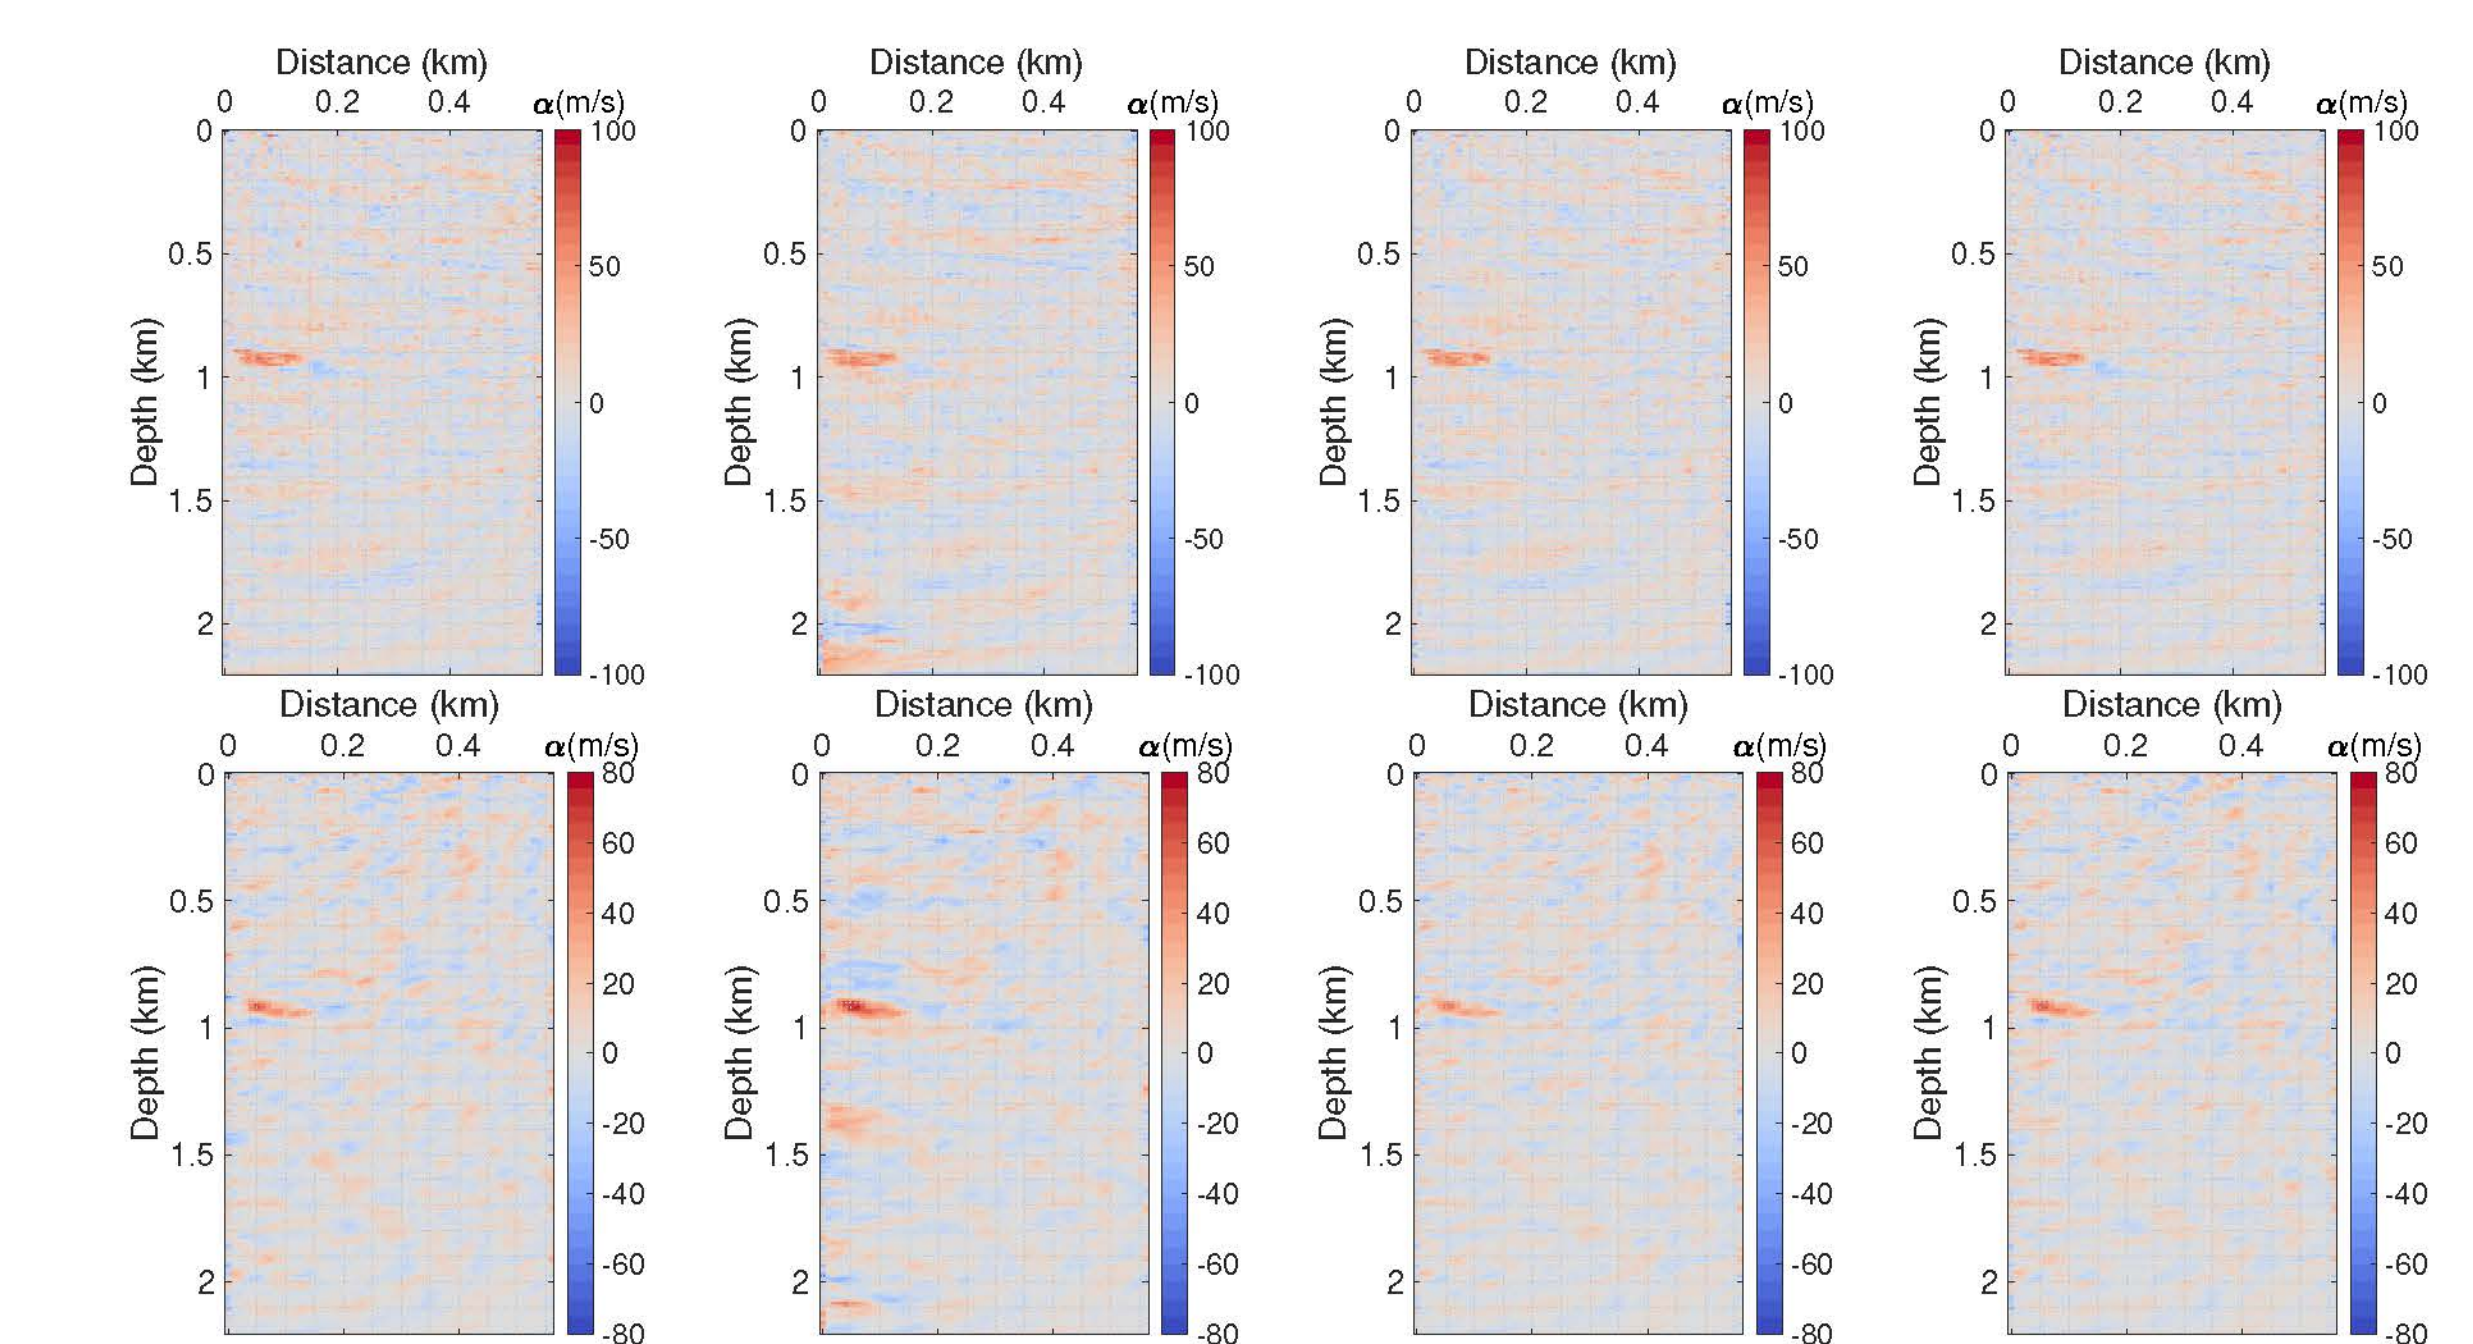 Distance (km) Distance (km) Distance (km) Distance (km)
0 0.2 0.4 α(m/s) 0 0.2 0.4 α(m/s) 0 0.2 0.4 α(m/s) 0 0.2 0.4 α(m/s)
0 100 0 100 0 100 0 100
0.5 50 0.5 50 0.5 50 0.5 50
Depth (km) Depth (km) Depth (km) Depth (km)
1 0 1 0 1 0 1 0
1.5 -50 1.5 -50 1.5 -50 1.5 -50
2 -100 2 -100 2 -100 2 -100
Distance (km) Distance (km) Distance (km) Distance (km)
0 0.2 0.4 α(m/s) 0 0.2 0.4 α(m/s) 0 0.2 0.4 α(m/s) 0 0.2 0.4 α(m/s)
0 80 0 80 0 80 0 80
60 60 60 60
0.5 40 0.5 40 0.5 40 0.5 40
20 20 20 20
Depth (km) Depth (km) Depth (km) Depth (km)
1 0 1 0 1 0 1 0
-20 -20 -20 -20
1.5 -40 1.5 -40 1.5 -40 1.5 -40
2 -60 2 -60 2 -60 2 -60
-80 -80 -80 -80